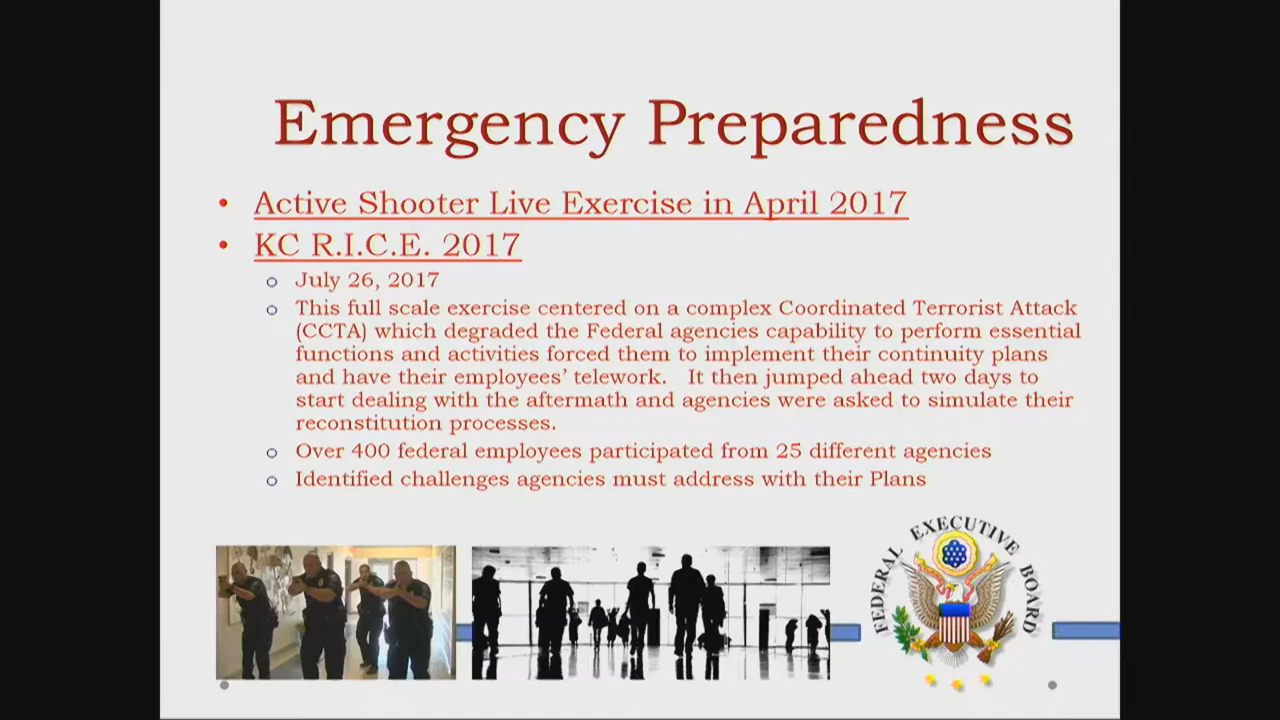 Emergency Preparedness
• Active Shooter Live Exercise in April 2017
• KC R.I.C.E. 2017
o July 26, 2017
o This full scale exercise centered on a complex Coordinated Terrorist Attack
(CCTA) which degraded the Federal agencies capability to perform essential
functions and activities forced them to implement their continuity plans
and have their employees’ telework. It then jumped ahead two days to
start dealing with the aftermath and agencies were asked to simulate their
reconstitution processes.
o Over 400 federal employees participated from 25 different agencies
o Identified challenges agencies must address with their Plans
FEDERAL EXECUTIVE BOARD